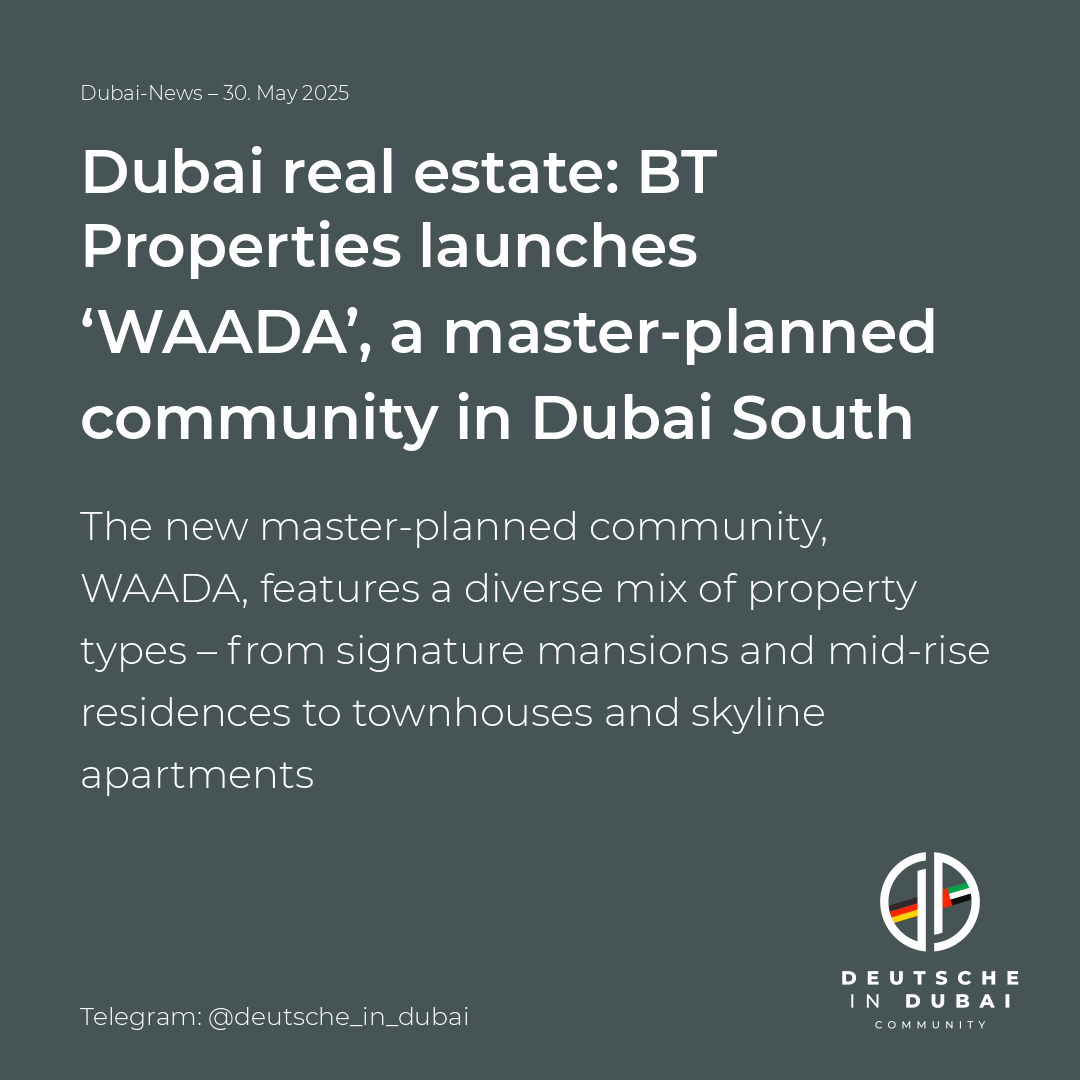 Dubai-News – 30. May 2025
Dubai real estate: BT
Properties launches
‘WAADA’, a master-planned
community in Dubai South
The new master-planned community,
WAADA, features a diverse mix of property
types – from signature mansions and mid-rise
residences to townhouses and skyline
apartments
DEUTSCHE
IN DUBAI
COMMUNITY
Telegram: @deutsche_in_dubai